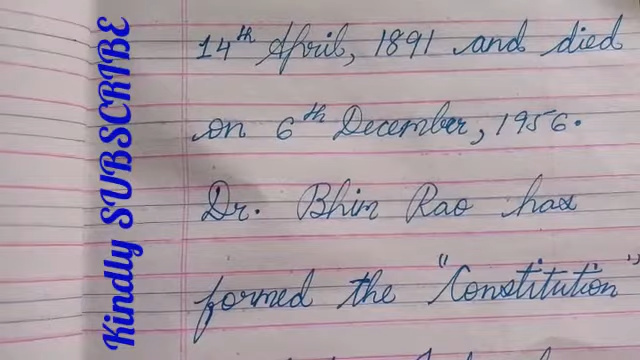 Kindly SUBSCRIBE
14th April, 1891 and died
on 6th December, 1956.
Dr. Bhim Rao has
formed the "Constitution"